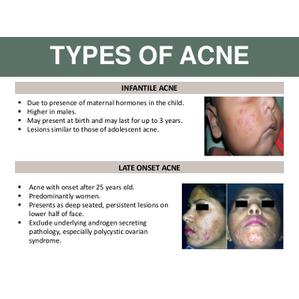 TYPES OF ACNE
INFANTILE ACNE
▪ Due to presence of maternal hormones in the child.
▪ Higher in males.
▪ May present at birth and may last for up to 3 years.
▪ Lesions similar to those of adolescent acne.
LATE ONSET ACNE
▪ Acne with onset after 25 years old.
▪ Predominantly women.
▪ Presents as deep seated, persistent lesions on
lower half of face.
▪ Exclude underlying androgen secreting
pathology, especially polycystic ovarian
syndrome.